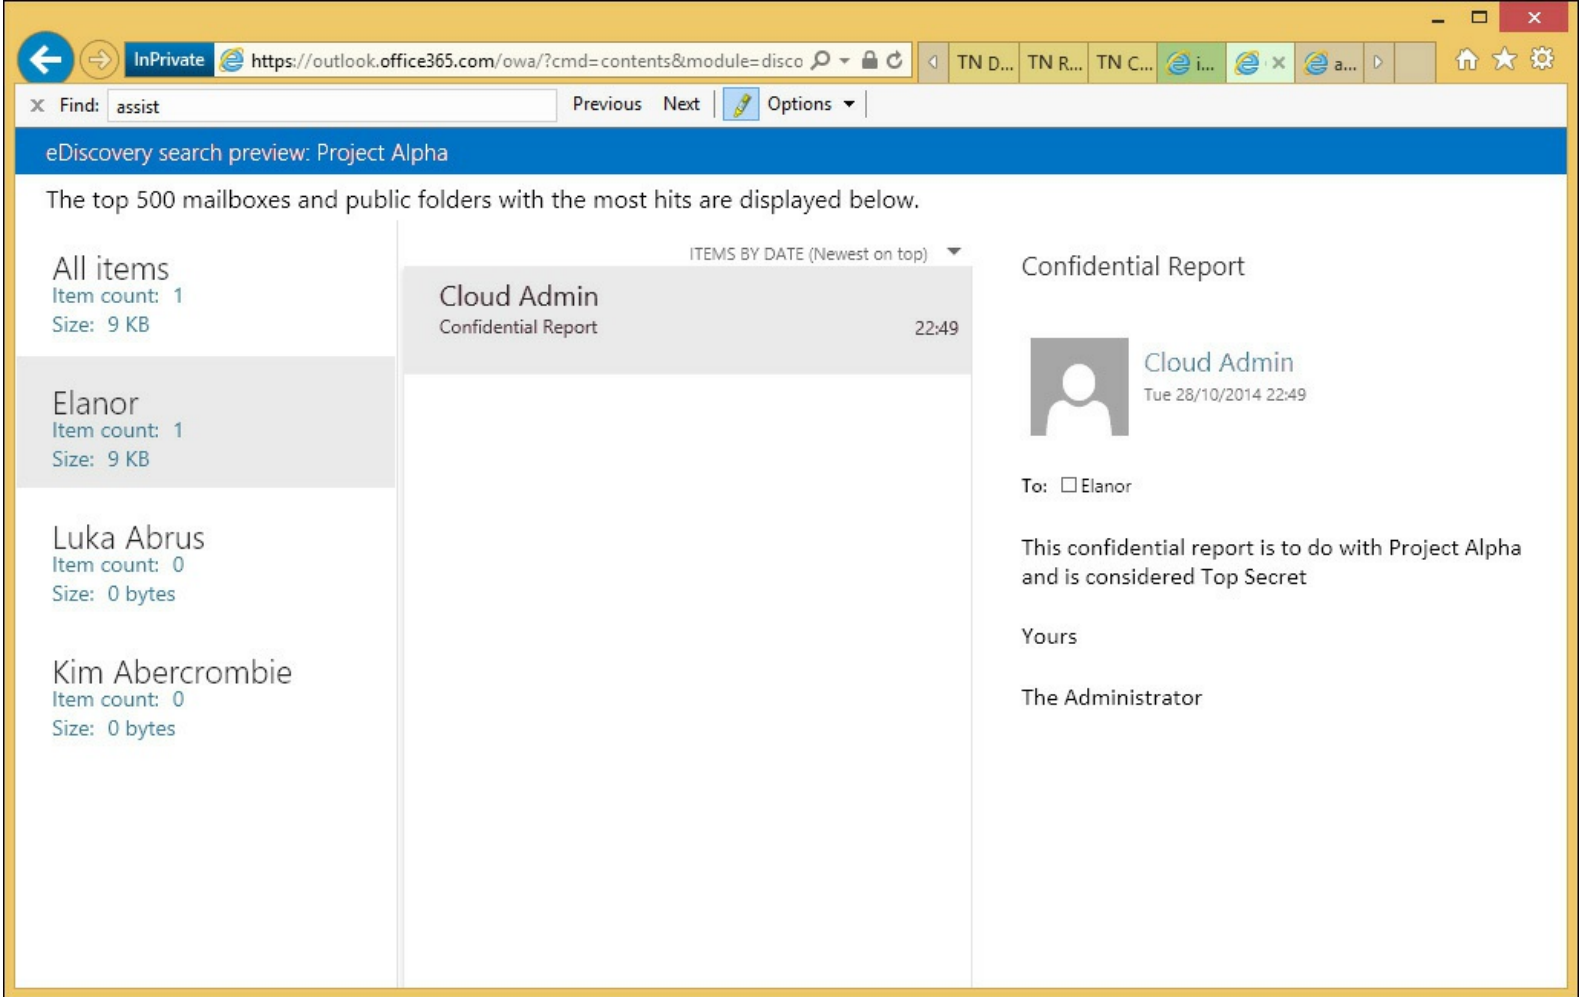 InPrivate https://outlook.office365.com/owa/?cmd=contents&module=disco TN D... TN R... TN C... i... a...
x Find: assist Previous Next Options
eDiscovery search preview: Project Alpha
The top 500 mailboxes and public folders with the most hits are displayed below.
All items
Item count: 1
Size: 9 KB
Elanor
Item count: 1
Size: 9 KB
Luka Abrus
Item count: 0
Size: 0 bytes
Kim Abercrombie
Item count: 0
Size: 0 bytes
ITEMS BY DATE (Newest on top)
Cloud Admin
Confidential Report 22:49
Confidential Report
Cloud Admin
Tue 28/10/2014 22:49
To: Elanor
This confidential report is to do with Project Alpha
and is considered Top Secret
Yours
The Administrator